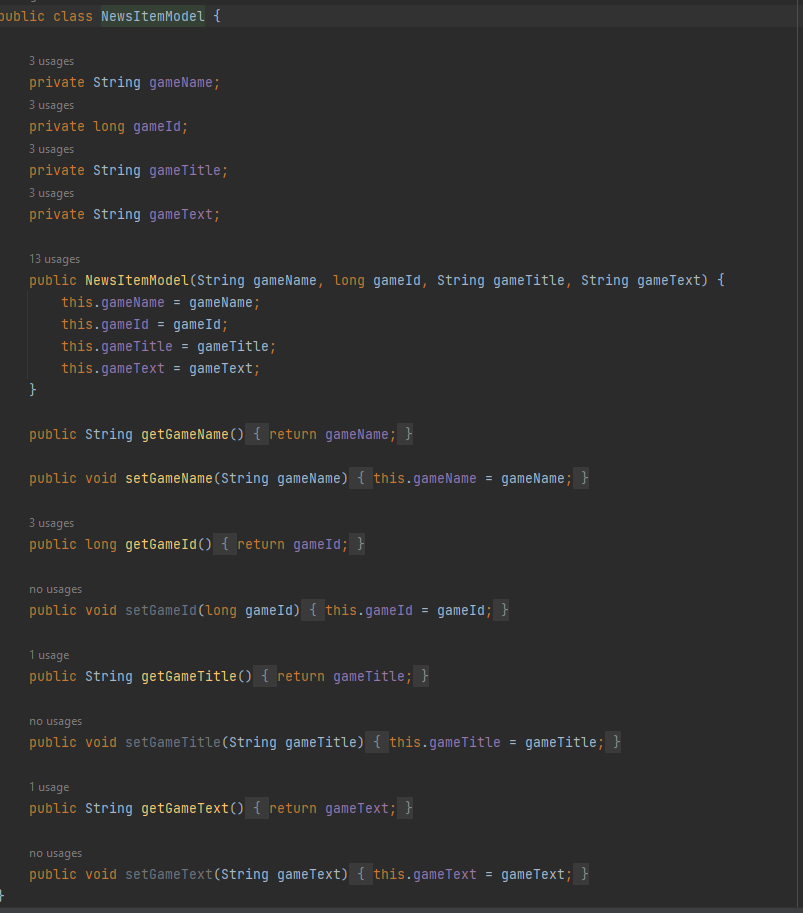 public class NewsItemModel {
3 usages
private String gameName;
3 usages
private long gameId;
3 usages
private String gameTitle;
3 usages
private String gameText;
13 usages
public NewsItemModel(String gameName, long gameId, String gameTitle, String gameText) {
this.gameName = gameName;
this.gameId = gameId;
this.gameTitle = gameTitle;
this.gameText = gameText;
}
public String getGameName() { return gameName; }
public void setGameName(String gameName) { this.gameName = gameName; }
3 usages
public long getGameId() { return gameId; }
no usages
public void setGameId(long gameId) { this.gameId = gameId; }
1 usage
public String getGameTitle() { return gameTitle; }
no usages
public void setGameTitle(String gameTitle) { this.gameTitle = gameTitle; }
1 usage
public String getGameText() { return gameText; }
no usages
public void setGameText(String gameText) { this.gameText = gameText; }
}